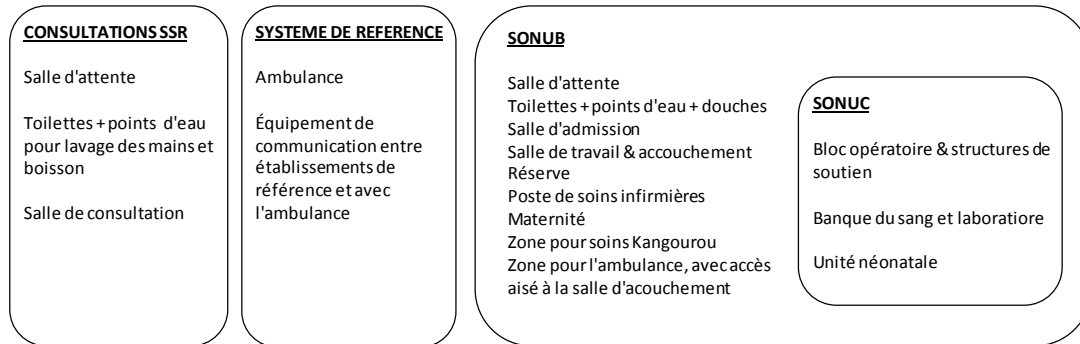 CONSULTATIONS SSR
Salle d'attente
Toilettes + points d'eau
pour lavage des mains et
boisson
Salle de consultation
SYSTEME DE REFERENCE
Ambulance
Équipement de
communication entre
établissements de
référence et avec
l'ambulance
SONUB
Salle d'attente
Toilettes + points d'eau + douches
Salle d'admission
Salle de travail & accouchement
Réserve
Poste de soins infirmières
Maternité
Zone pour soins Kangourou
Zone pour l'ambulance, avec accès
aisé à la salle d'acouchement
SONUC
Bloc opératoire & structures de
soutien
Banque du sang et laboratiore
Unité néonatale